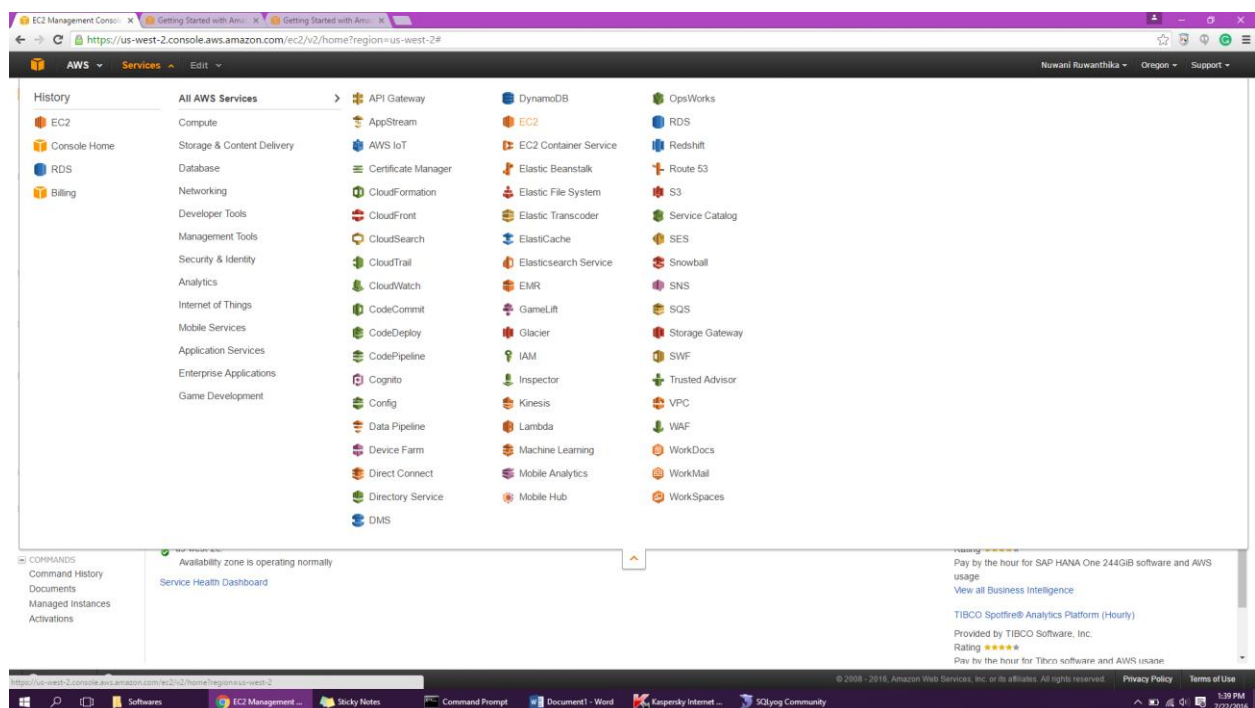 EC2 Management Consol
Getting Started with Ama
Getting Started with Ama
https://us-west-2.console.aws.amazon.com/ec2/v2/home?region=us-west-2#
AWS Services Edit Nuwani Ruwanthika Oregon Support
History
EC2
Console Home
RDS
Billing
All AWS Services
Compute
Storage & Content Delivery
Database
Networking
Developer Tools
Management Tools
Security & Identity
Analytics
Internet of Things
Mobile Services
Application Services
Enterprise Applications
Game Development
API Gateway
AppStream
AWS IoT
Certificate Manager
CloudFormation
CloudFront
CloudSearch
CloudTrail
CloudWatch
CodeCommit
CodeDeploy
CodePipeline
Cognito
Config
Data Pipeline
Device Farm
Direct Connect
Directory Service
DMS
DynamoDB
EC2
EC2 Container Service
Elastic Beanstalk
Elastic File System
Elastic Transcoder
ElastiCache
Elasticsearch Service
EMR
GameLift
Glacier
IAM
Inspector
Kinesis
Lambda
Machine Learning
Mobile Analytics
Mobile Hub
OpsWorks
RDS
Redshift
Route 53
S3
Service Catalog
SES
Snowball
SNS
SQS
Storage Gateway
SWF
Trusted Advisor
VPC
WAF
WorkDocs
WorkMail
WorkSpaces
COMMANDS
Command History
Documents
Managed Instances
Activations
Availability zone is operating normally
Service Health Dashboard
Rating
Pay by the hour for SAP HANA One 244GiB software and AWS
usage
View all Business Intelligence
TIBCO Spotfire® Analytics Platform (Hourly)
Provided by TIBCO Software, Inc.
Rating
Pay by the hour for Tibco software and AWS usage
https://us-west-2.console.aws.amazon.com/ec2/v2/home?region=us-west-2
© 2008 - 2016, Amazon Web Services, Inc. or its affiliates. All rights reserved. Privacy Policy Terms of Use
Softwares
EC2 Management ...
Sticky Notes
Command Prompt
Document1 - Word
Kaspersky Internet ...
SQLyog Community
1:39 PM
7/22/2016